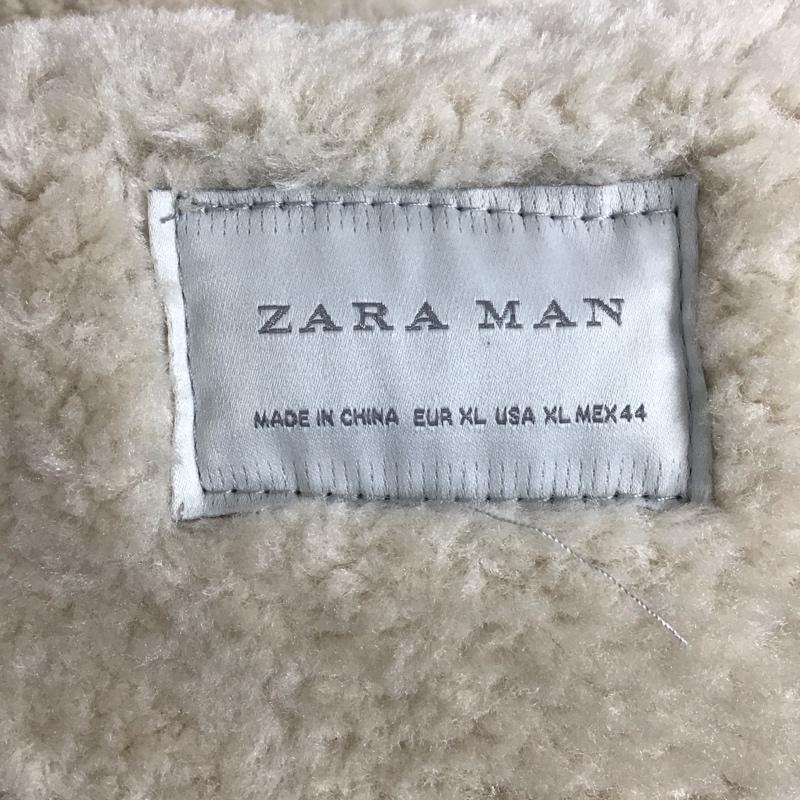 ZARA MAN
MADE IN CHINA EUR XL USA XL MEX 44